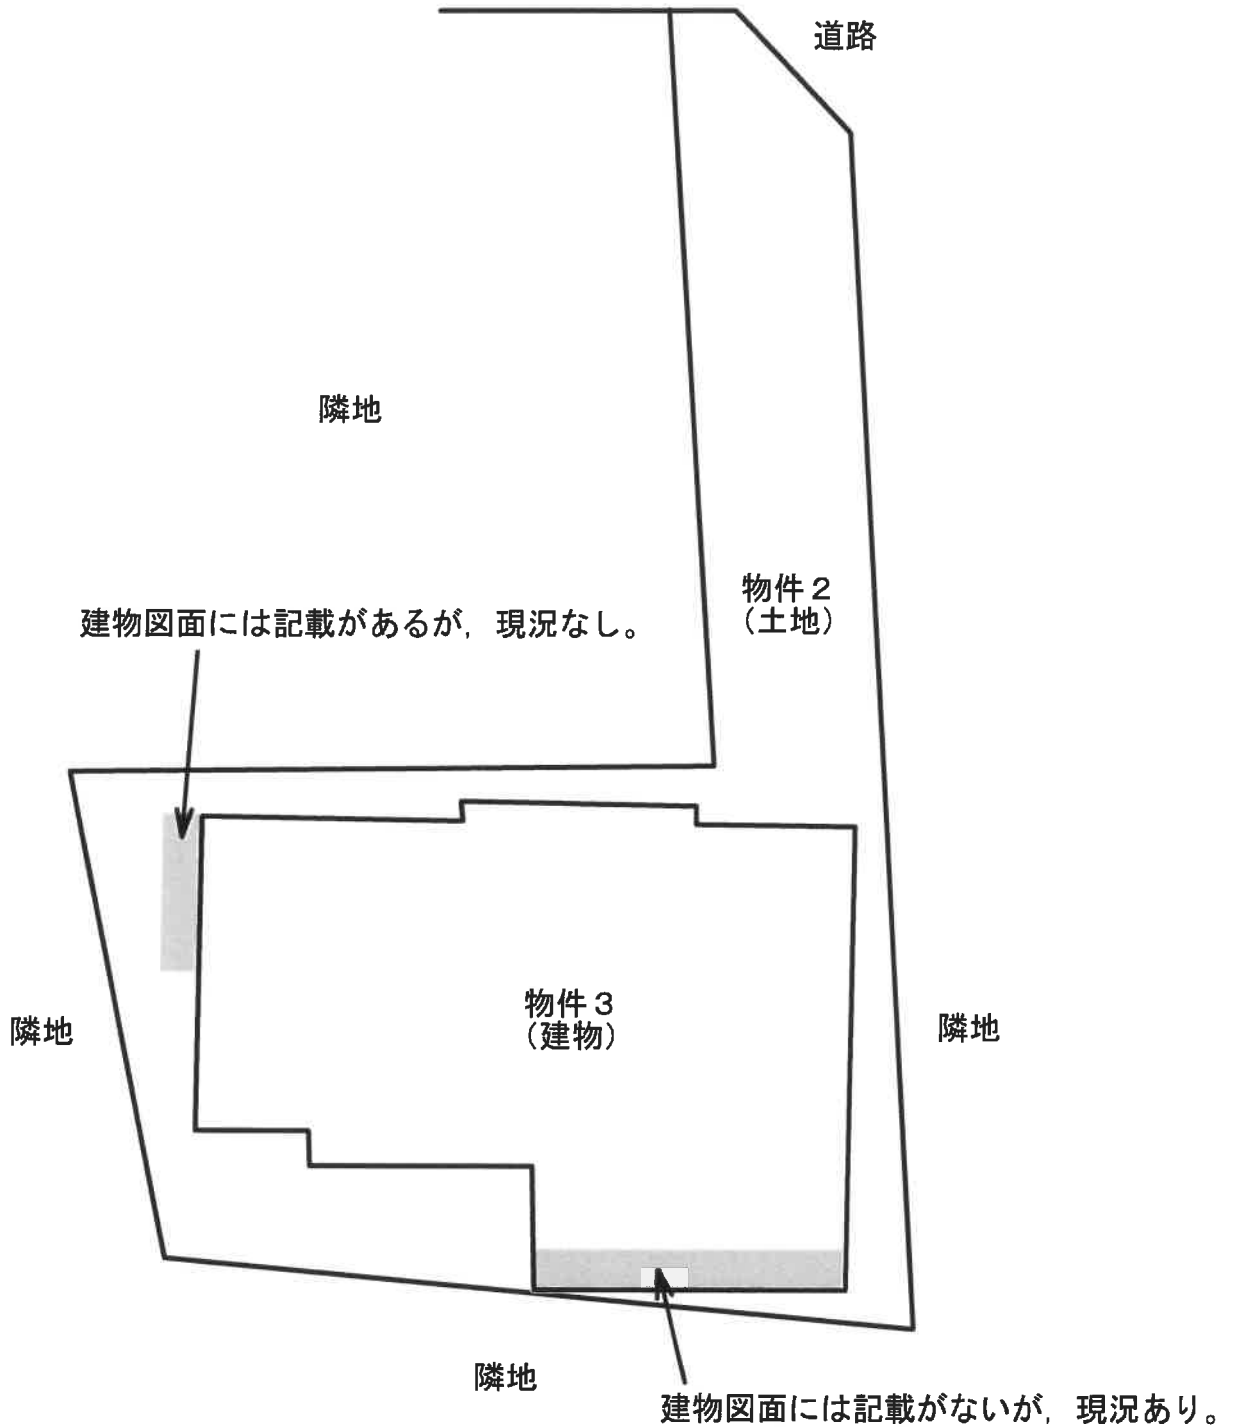 道路
隣地
物件２
（土地）
建物図面には記載があるが，現況なし。
物件３
（建物）
隣地
隣地
隣地
建物図面には記載がないが，現況あり。